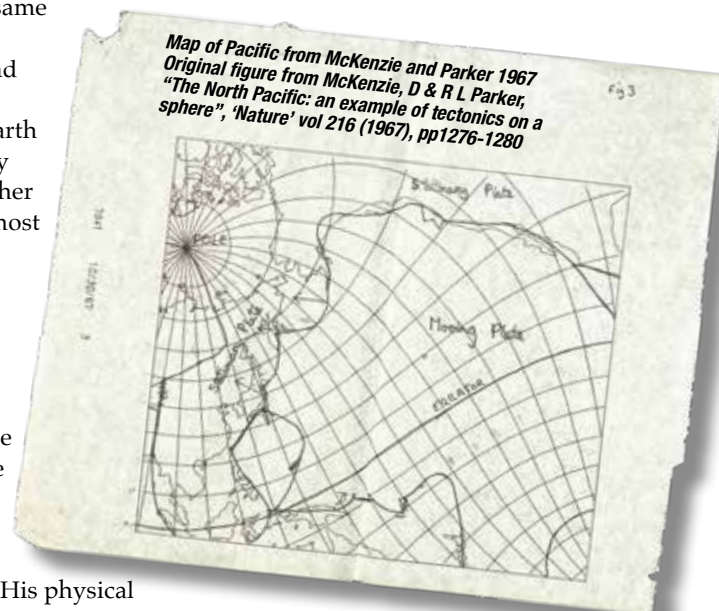 same
nd
arth
y
her
nost
e
e
His physical
Map of Pacific from McKenzie and Parker 1967
Original figure from McKenzie, D & R L Parker,
“The North Pacific: an example of tectonics on a
sphere”, ‘Nature’ vol 216 (1967), pp1276-1280
Fig 3
Stationary Plate
POLE
Plate
Moving Plate
EQUATOR